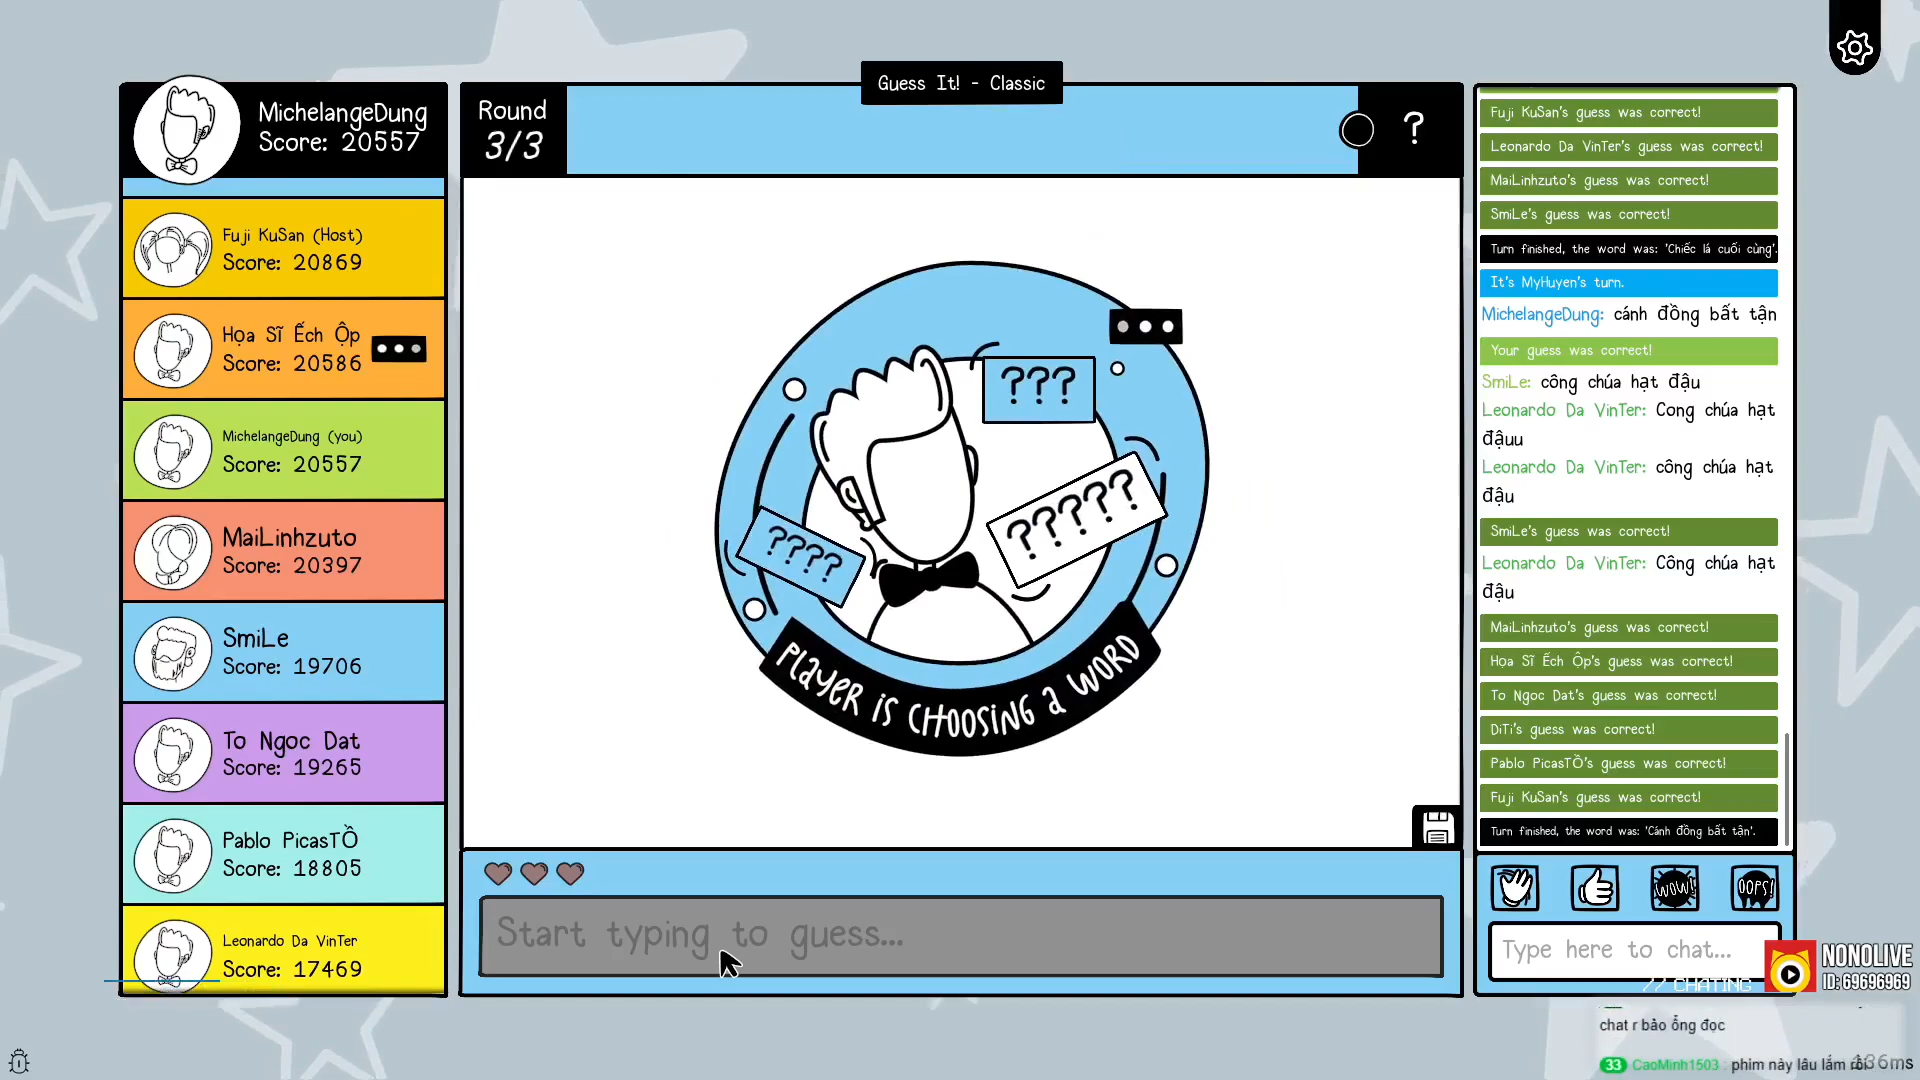 Guess It! - Classic
MichelangeDung
Score: 20557
Round
3/3
?
Fuji KuSan (Host)
Score: 20869
Họa Sĩ Ếch Ộp
Score: 20586
MichelangeDung (you)
Score: 20557
MaiLinhzuto
Score: 20397
SmiLe
Score: 19706
To Ngoc Dat
Score: 19265
Pablo PicasTỒ
Score: 18805
Leonardo Da VinTer
Score: 17469
???
?????
????
PLAYER IS CHOOSING A WORD
Start typing to guess...
Fuji KuSan's guess was correct!
Leonardo Da VinTer's guess was correct!
MaiLinhzuto's guess was correct!
SmiLe's guess was correct!
Turn finished, the word was: 'Chiếc lá cuối cùng'.
It's MyHuyen's turn.
MichelangeDung: cánh đồng bất tận
Your guess was correct!
SmiLe: công chúa hạt đậu
Leonardo Da VinTer: Cong chúa hạt
đậuu
Leonardo Da VinTer: công chúa hạt
đậu
SmiLe's guess was correct!
Leonardo Da VinTer: Công chúa hạt
đậu
MaiLinhzuto's guess was correct!
Họa Sĩ Ếch Ộp's guess was correct!
To Ngoc Dat's guess was correct!
DiTi's guess was correct!
Pablo PicasTỒ's guess was correct!
Fuji KuSan's guess was correct!
Turn finished, the word was: 'Cánh đồng bất tận'.
WOW!
OOPS!
Type here to chat...
NONOLIVE
ID:69696969
// CHATING
chat r bảo ổng đọc
33 CaoMinh1503 : phim này lâu lắm rồi
136ms